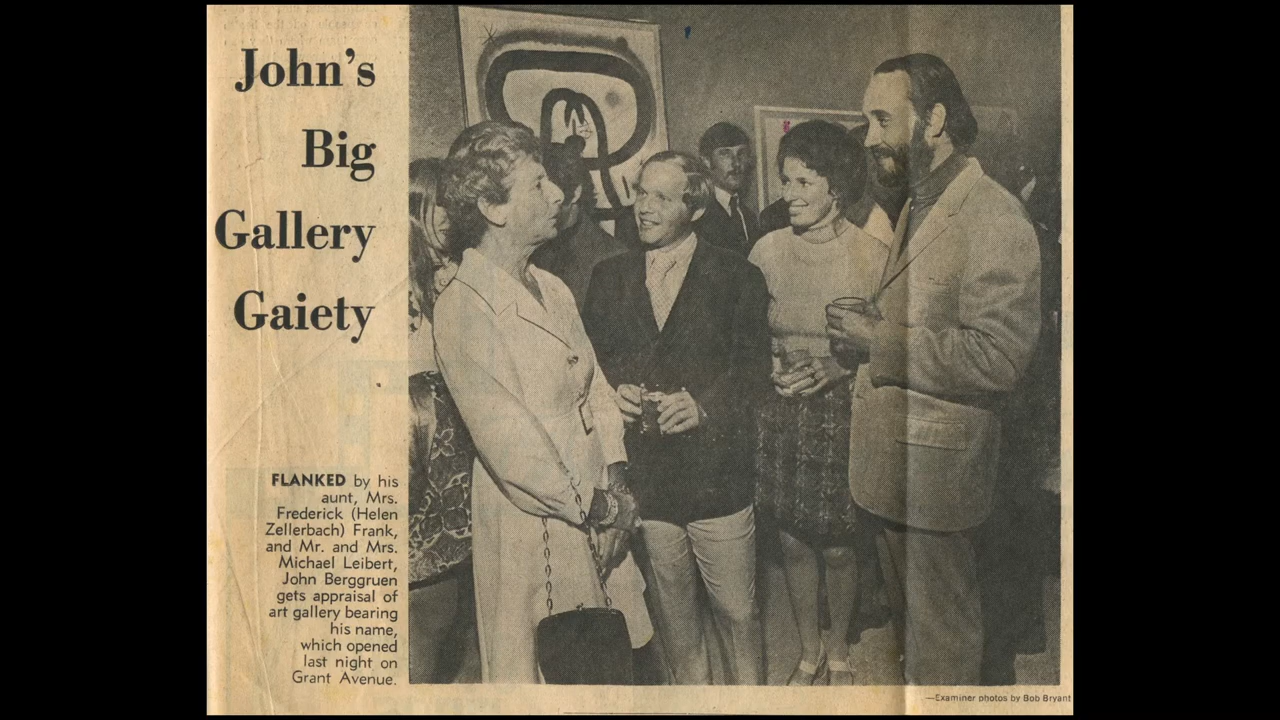 John's
Big
Gallery
Gaiety
FLANKED by his
aunt, Mrs.
Frederick (Helen
Zellerbach) Frank,
and Mr. and Mrs.
Michael Leibert,
John Berggruen
gets appraisal of
art gallery bearing
his name,
which opened
last night on
Grant Avenue.
—Examiner photos by Bob Bryant